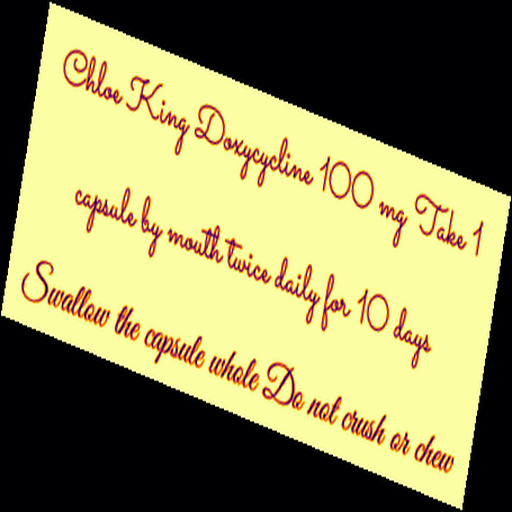 Chloe King Doxycycline 100 mg Take 1
capsule by mouth twice daily for 10 days
Swallow the capsule whole Do not crush or chew